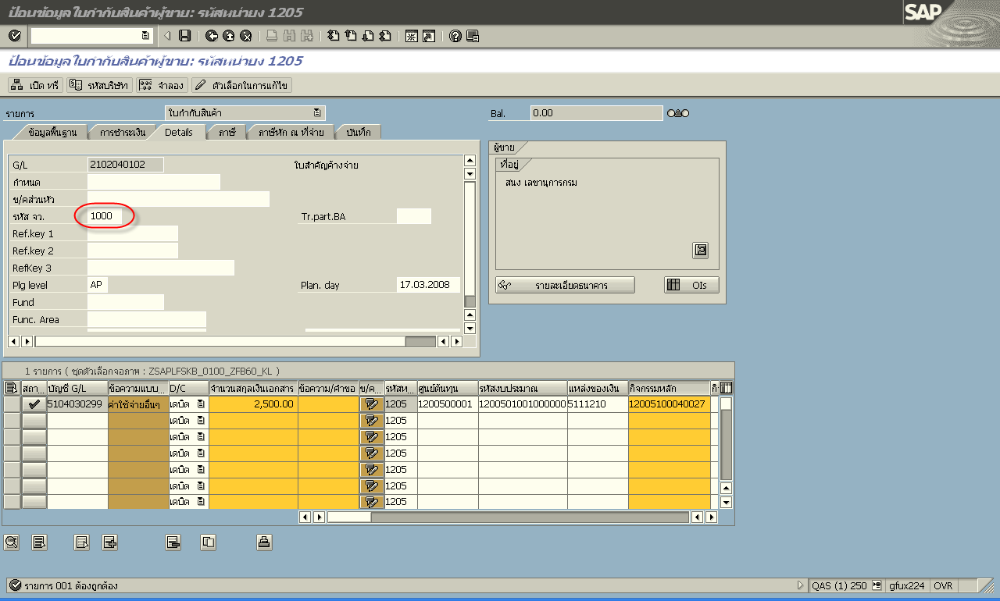 ป้อนข้อมูลใบกำกับสินค้าผู้ขาย: รหัสหน่วยง 1205
SAP
ป้อนข้อมูลใบกำกับสินค้าผู้ขาย: รหัสหน่วยง 1205
เปิด ทรี รหัสบริษัท จำลอง ตัวเลือกในการแก้ไข
รายการ ใบกำกับสินค้า Bal. 0.00
ข้อมูลพื้นฐาน การชำระเงิน Details ภาษี ภาษีหัก ณ ที่จ่าย บันทึก
G/L 2102040102 ใบสำคัญค้างจ่าย
กำหนด
ข/คส่วนหัว
รหัส จว. 1000 Tr.part.BA
Ref.key 1
Ref.key 2
RefKey 3
Plg level AP Plan. day 17.03.2008
Fund
Func. Area
ผู้ขาย
ที่อยู่
สนง เลขานุการกรม
รายละเอียดธนาคาร OIs
1 รายการ ( ชุดตัวเลือกจอภาพ : ZSAPLFSKB_0100_ZFB60_KL )
สถา... บัญชี G/L ข้อความแบบ... D/C จำนวนสกุลเงินเอกสาร ข้อความ/คำขอ ข/ค... รหัสห... ศูนย์ต้นทุน รหัสงบประมาณ แหล่งของเงิน กิจกรรมหลัก กิ
5104030299 ค่าใช้จ่ายอื่นๆ เดบิต 2,500.00 1205 1200500001 1200501001000000 5111210 12005100040027
เดบิต 1205
เดบิต 1205
เดบิต 1205
เดบิต 1205
เดบิต 1205
เดบิต 1205
รายการ 001 ต้องถูกต้อง QAS (1) 250 gfux224 OVR